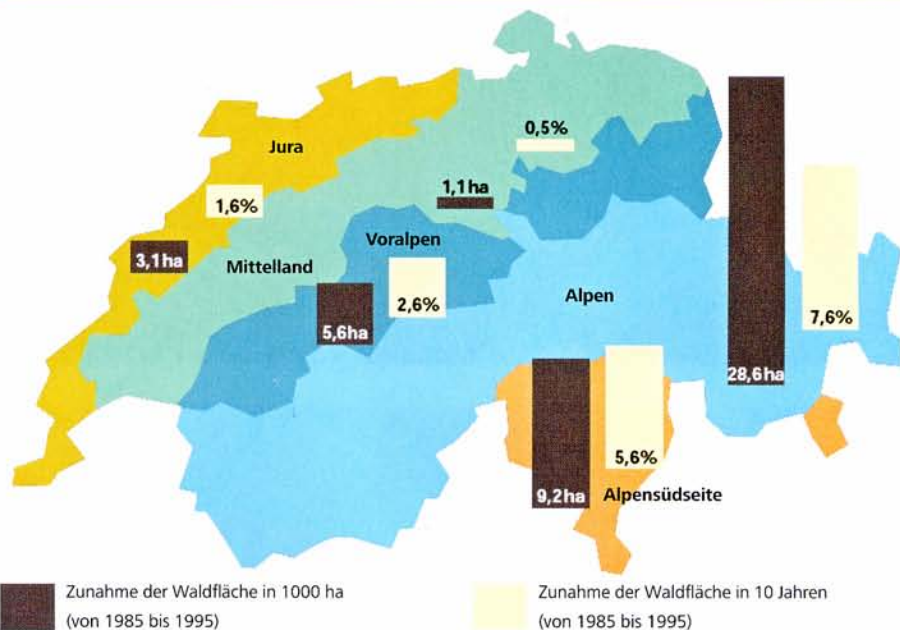 0,5%
Jura
1,1 ha
1,6%
Voralpen
3,1 ha
Mittelland
2,6%
Alpen
5,6 ha
7,6%
28,6 ha
5,6%
9,2 ha
Alpensüdseite
Zunahme der Waldfläche in 1000 ha
(von 1985 bis 1995)
Zunahme der Waldfläche in 10 Jahren
(von 1985 bis 1995)